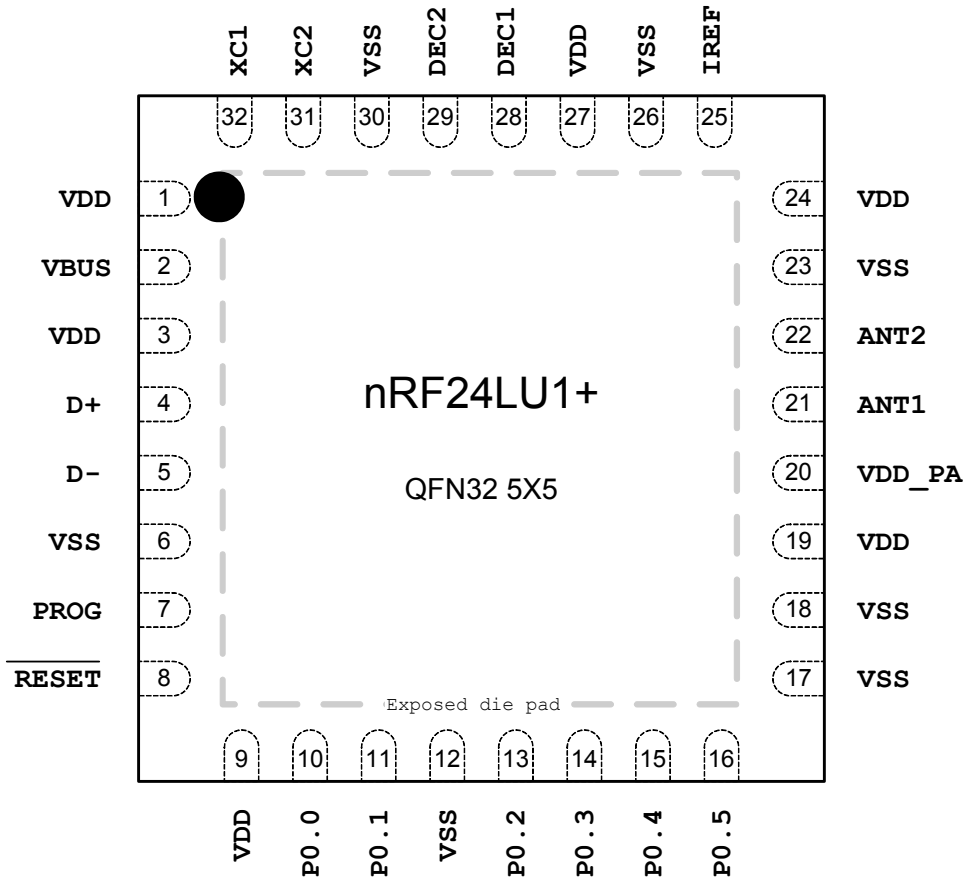 XC1
XC2
VSS
DEC2
DEC1
VDD
VSS
IREF
32
31
30
29
28
27
26
25
VDD 1
VBUS 2
VDD 3
D+ 4
D- 5
VSS 6
PROG 7
RESET 8
24 VDD
23 VSS
22 ANT2
21 ANT1
20 VDD_PA
19 VDD
18 VSS
17 VSS
nRF24LU1+
QFN32 5X5
Exposed die pad
9
10
11
12
13
14
15
16
VDD
P0.0
P0.1
VSS
P0.2
P0.3
P0.4
P0.5